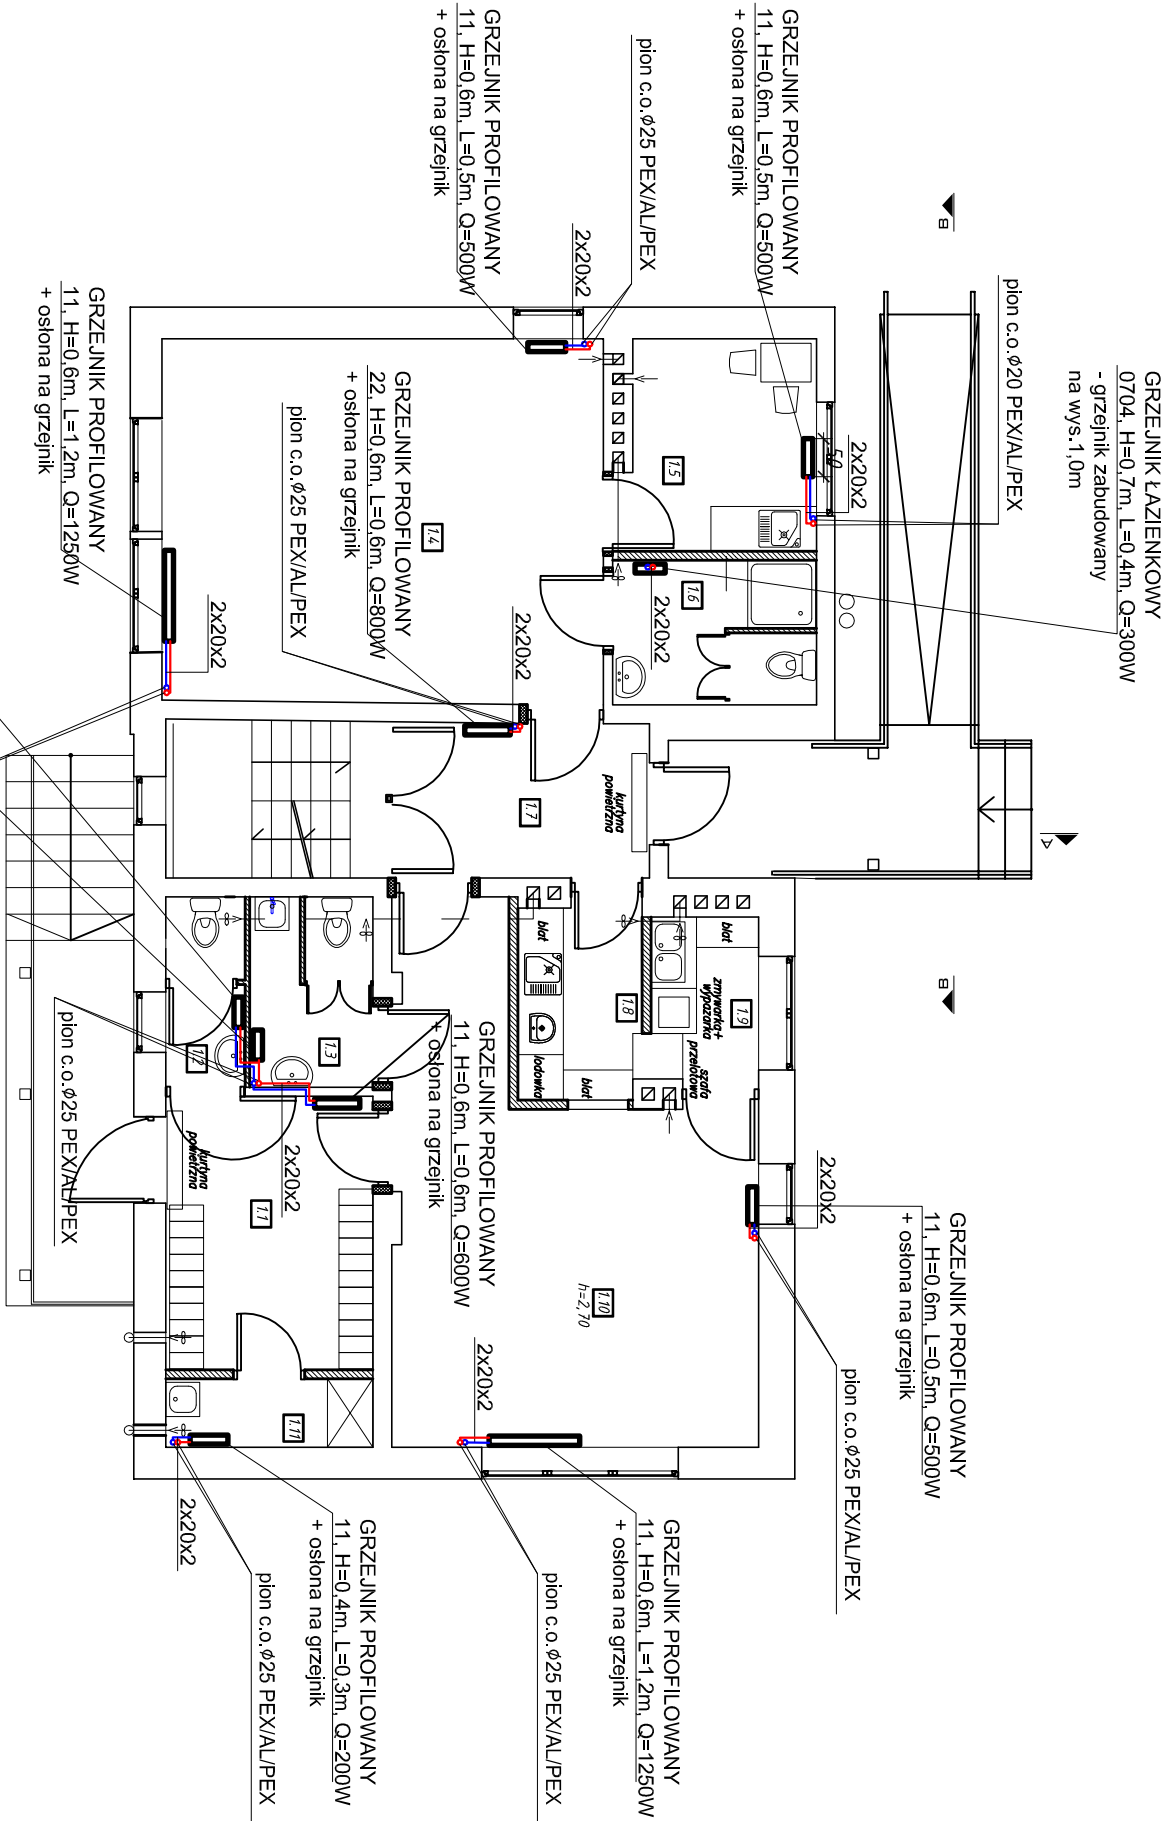 GRZEJNIK ŁAZIENKOWY
0704, H=0,7m, L=0,4m, Q=300W
- grzejnik zabudowany
na wys.1,0m
pion c.o.ϕ20 PEX/AL/PEX
GRZEJNIK PROFILOWANY
11, H=0,6m, L=0,5m, Q=500W
+ osłona na grzejnik
pion c.o.ϕ25 PEX/AL/PEX
GRZEJNIK PROFILOWANY
11, H=0,6m, L=0,5m, Q=500W
+ osłona na grzejnik
B
A
B
2x20x2
50
2x20x2
1.5
1.6
2x20x2
GRZEJNIK PROFILOWANY
22, H=0,6m, L=0,6m, Q=800W
+ osłona na grzejnik
1.4
pion c.o.ϕ25 PEX/AL/PEX
2x20x2
GRZEJNIK PROFILOWANY
11, H=0,6m, L=1,2m, Q=1250W
+ osłona na grzejnik
2x20x2
kurtyna
powietrzna
1.7
blat
zmywarka+
wyparzarka
1.9
szafa
przelotowa
blat
1.8
lodówka
blat
1.3
1.2
GRZEJNIK PROFILOWANY
11, H=0,6m, L=0,6m, Q=600W
+ osłona na grzejnik
pion c.o.ϕ25 PEX/AL/PEX
2x20x2
kurtyna
powietrzna
1.1
2x20x2
GRZEJNIK PROFILOWANY
11, H=0,6m, L=0,5m, Q=500W
+ osłona na grzejnik
pion c.o.ϕ25 PEX/AL/PEX
1.10
h=2,70
2x20x2
1.11
GRZEJNIK PROFILOWANY
11, H=0,6m, L=1,2m, Q=1250W
+ osłona na grzejnik
pion c.o.ϕ25 PEX/AL/PEX
GRZEJNIK PROFILOWANY
11, H=0,4m, L=0,3m, Q=200W
+ osłona na grzejnik
2x20x2
pion c.o.ϕ25 PEX/AL/PEX